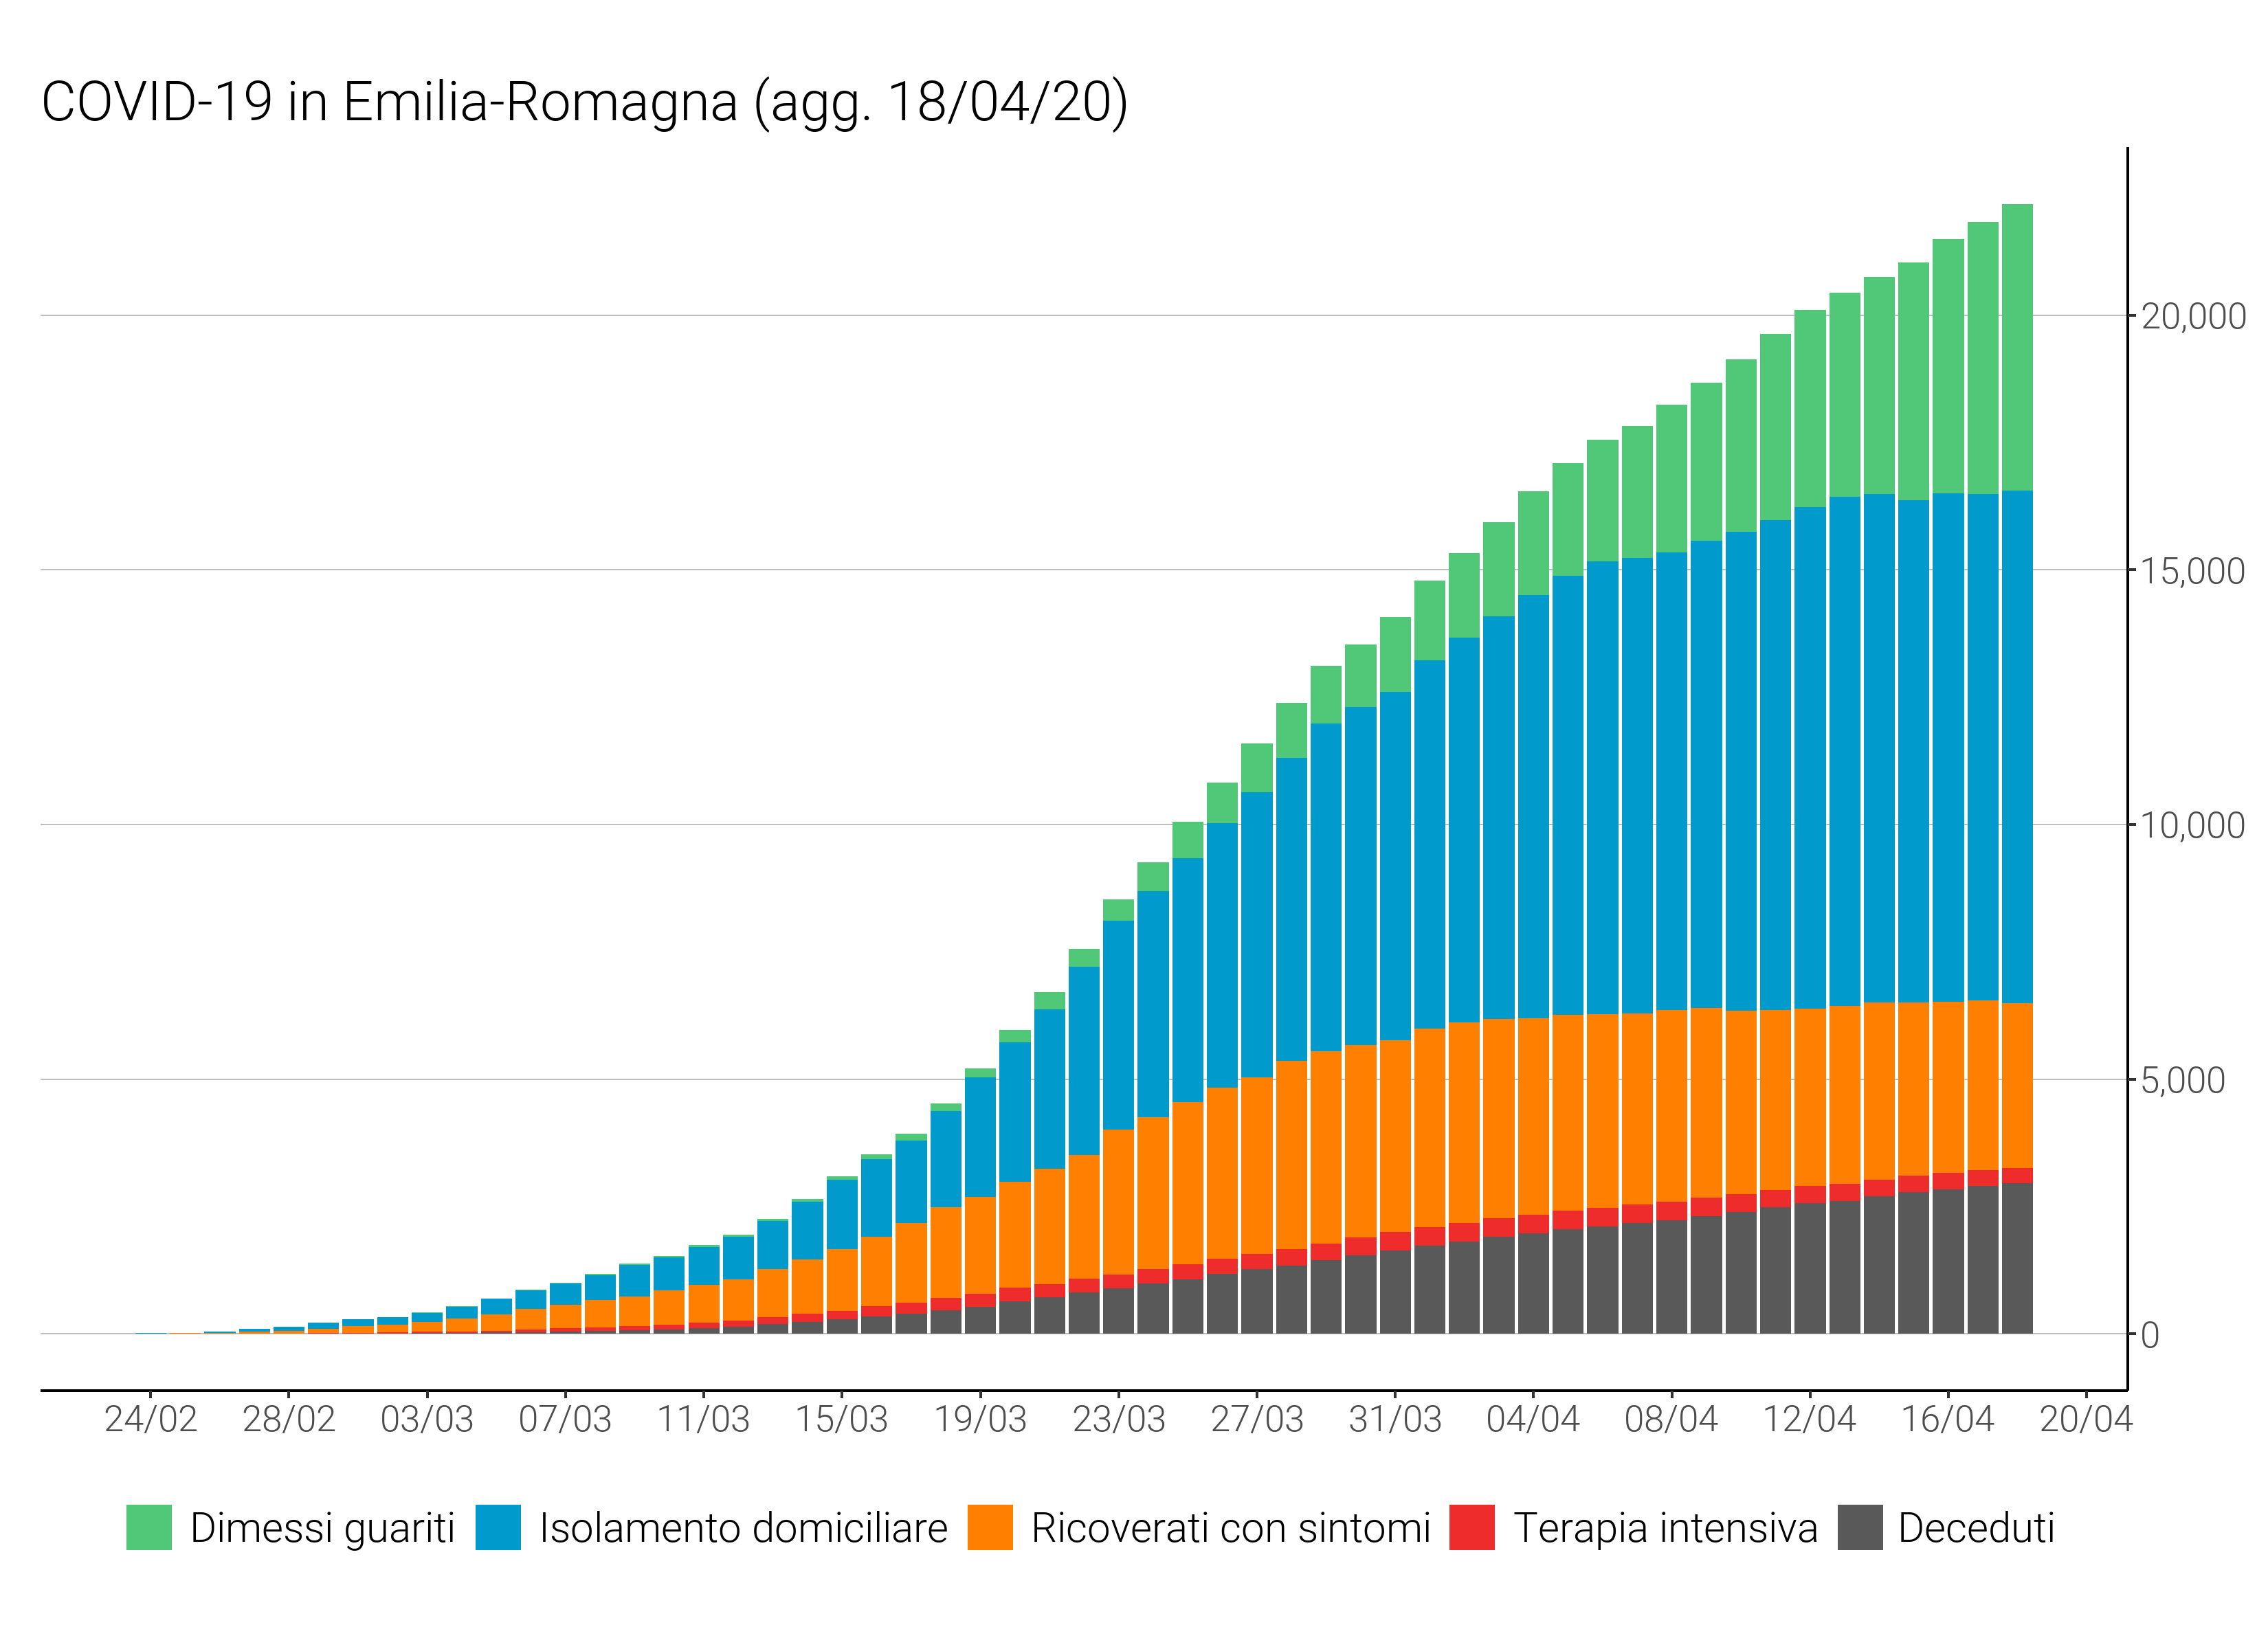 COVID-19 in Emilia-Romagna (agg. 18/04/20)
20,000
15,000
10,000
5,000
0
24/02 28/02 03/03 07/03 11/03 15/03 19/03 23/03 27/03 31/03 04/04 08/04 12/04 16/04 20/04
Dimessi guariti Isolamento domiciliare Ricoverati con sintomi Terapia intensiva Deceduti